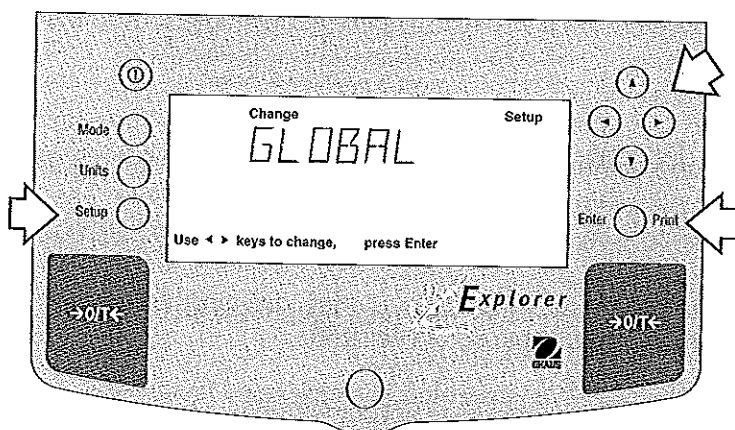 Change Setup
GLOBAL
Use ◄ ► keys to change, press Enter
Mode
Units
Setup
Enter Print
→0/T←
Explorer
→0/T←
OHAUS